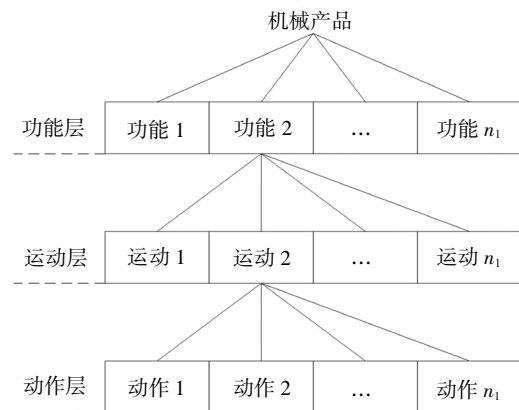 机械产品
功能层 功能 1 功能 2 … 功能 n₁
运动层 运动 1 运动 2 … 运动 n₁
动作层 动作 1 动作 2 … 动作 n₁